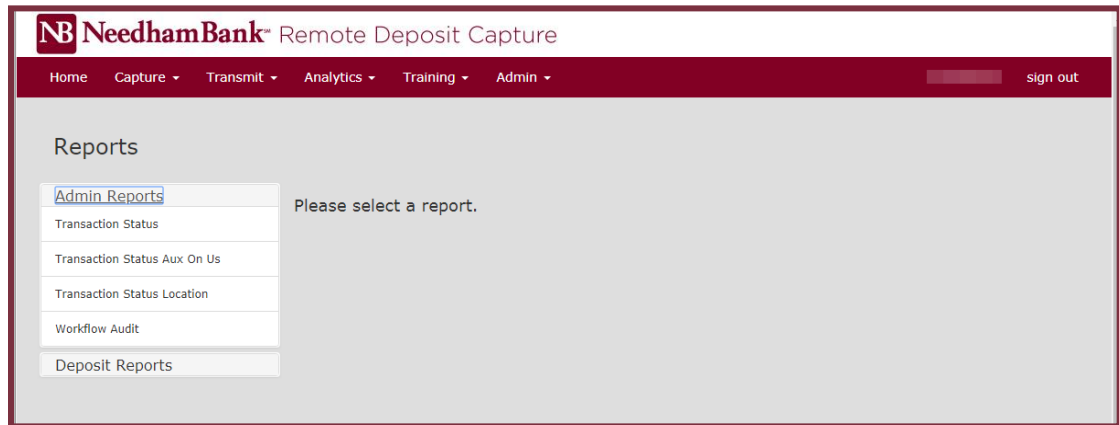 NB NeedhamBank℠ Remote Deposit Capture
Home Capture Transmit Analytics Training Admin sign out
Reports
Admin Reports
Please select a report.
Transaction Status
Transaction Status Aux On Us
Transaction Status Location
Workflow Audit
Deposit Reports